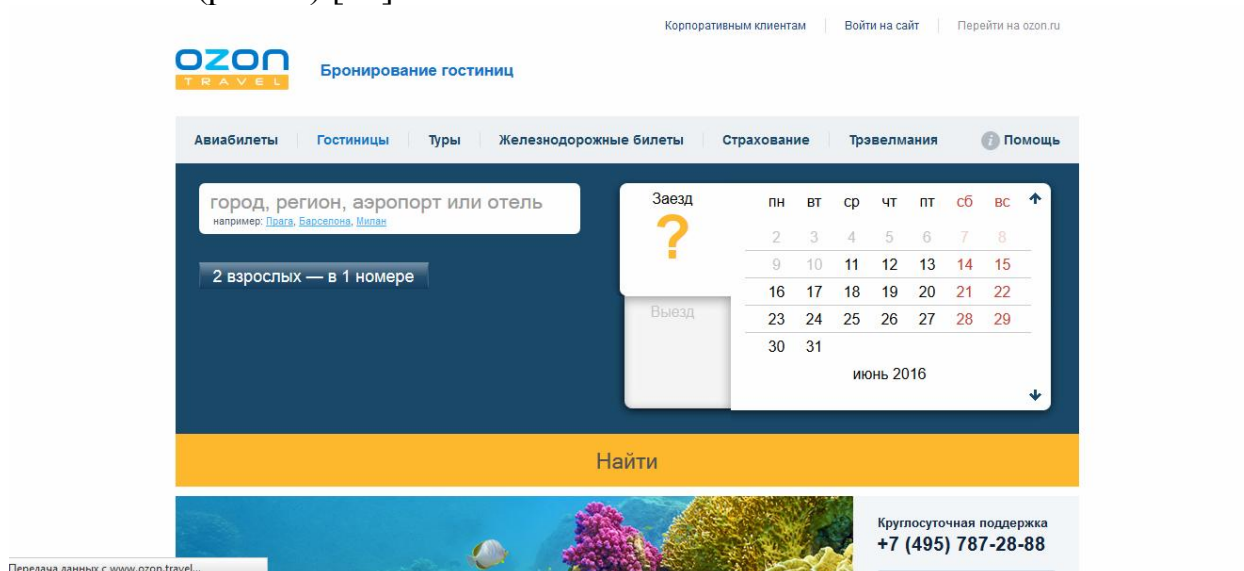 Корпоративным клиентам Войти на сайт Перейти на ozon.ru
ozon
TRAVEL
Бронирование гостиниц
Авиабилеты Гостиницы Туры Железнодорожные билеты Страхование Трэвелмания i Помощь
город, регион, аэропорт или отель
например: Прага, Барселона, Милан
2 взрослых — в 1 номере
Заезд
?
Выезд
пн вт ср чт пт сб вс
2 3 4 5 6 7 8
9 10 11 12 13 14 15
16 17 18 19 20 21 22
23 24 25 26 27 28 29
30 31
июнь 2016
Найти
Круглосуточная поддержка
+7 (495) 787-28-88
Передача данных с www.ozon.travel...